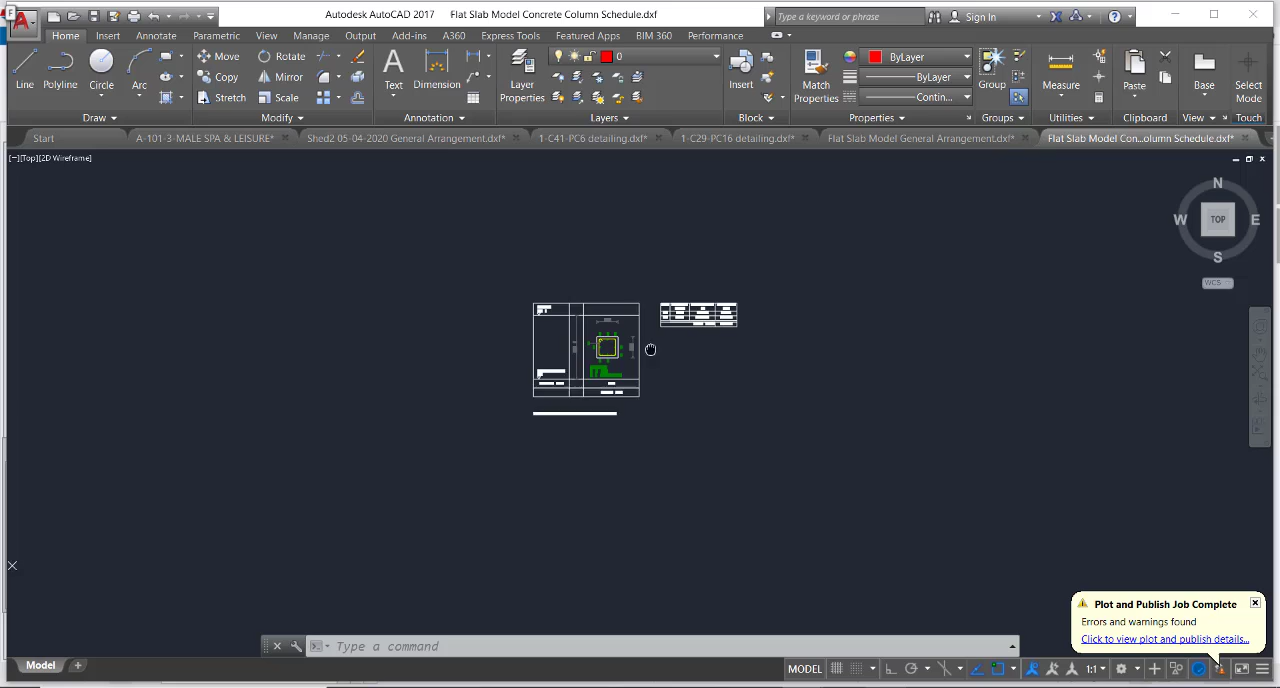 Autodesk AutoCAD 2017 Flat Slab Model Concrete Column Schedule.dxf
Type a keyword or phrase
Sign In
Home Insert Annotate Parametric View Manage Output Add-ins A360 Express Tools Featured Apps BIM 360 Performance
Line
Polyline
Circle
Arc
Draw
Move
Copy
Stretch
Rotate
Mirror
Scale
Modify
Text
Dimension
Annotation
Layer
Properties
0
Layers
Insert
Block
Match
Properties
ByLayer
ByLayer
Contin...
Properties
Group
Groups
Measure
Utilities
Paste
Clipboard
Base
View
Select
Mode
Touch
Start
A-101-3-MALE SPA & LEISURE*
Shed2 05-04-2020 General Arrangement.dxf*
1-C41-PC6 detailing.dxf*
1-C29-PC16 detailing.dxf*
Flat Slab Model General Arrangement.dxf*
Flat Slab Model Con...olumn Schedule.dxf*
[−][Top][2D Wireframe]
N
W TOP E
S
WCS
Plot and Publish Job Complete
Errors and warnings found
Click to view plot and publish details...
Type a command
Model +
MODEL
1:1